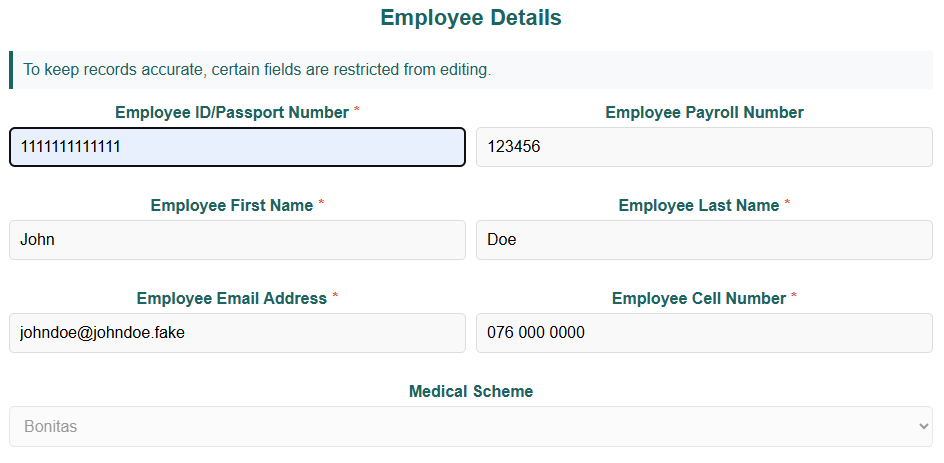 Employee Details
To keep records accurate, certain fields are restricted from editing.
Employee ID/Passport Number *
Employee Payroll Number
1111111111111
123456
Employee First Name *
Employee Last Name *
John
Doe
Employee Email Address *
Employee Cell Number *
johndoe@johndoe.fake
076 000 0000
Medical Scheme
Bonitas